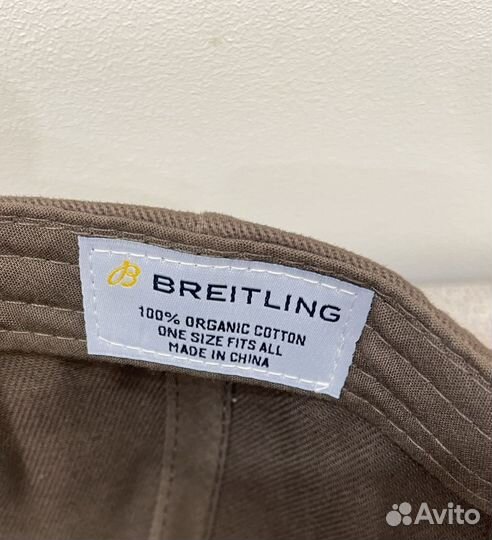 B BREITLING
100% ORGANIC COTTON
ONE SIZE FITS ALL
MADE IN CHINA
Avito